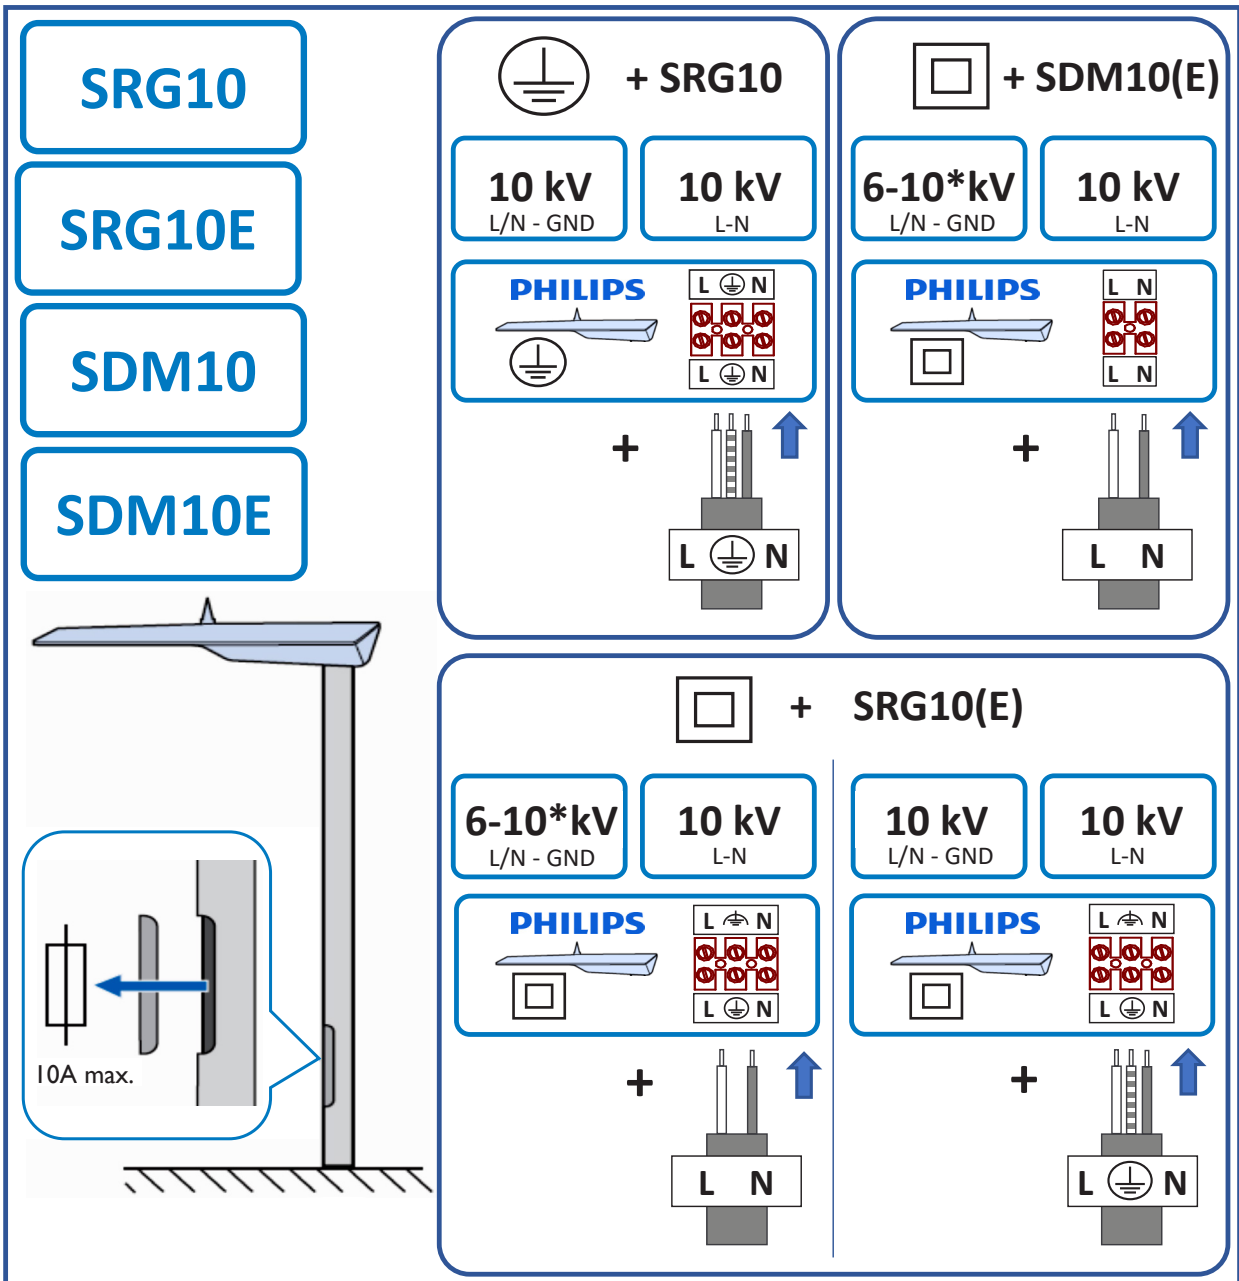 SRG10
SRG10E
SDM10
SDM10E
10A max.
+ SRG10
10 kV
L/N - GND
10 kV
L-N
PHILIPS
L N
L N
+
L N
+ SDM10(E)
6-10*kV
L/N - GND
10 kV
L-N
PHILIPS
L N
L N
+
L N
+ SRG10(E)
6-10*kV
L/N - GND
10 kV
L-N
PHILIPS
L N
L N
+
L N
10 kV
L/N - GND
10 kV
L-N
PHILIPS
L N
L N
+
L N